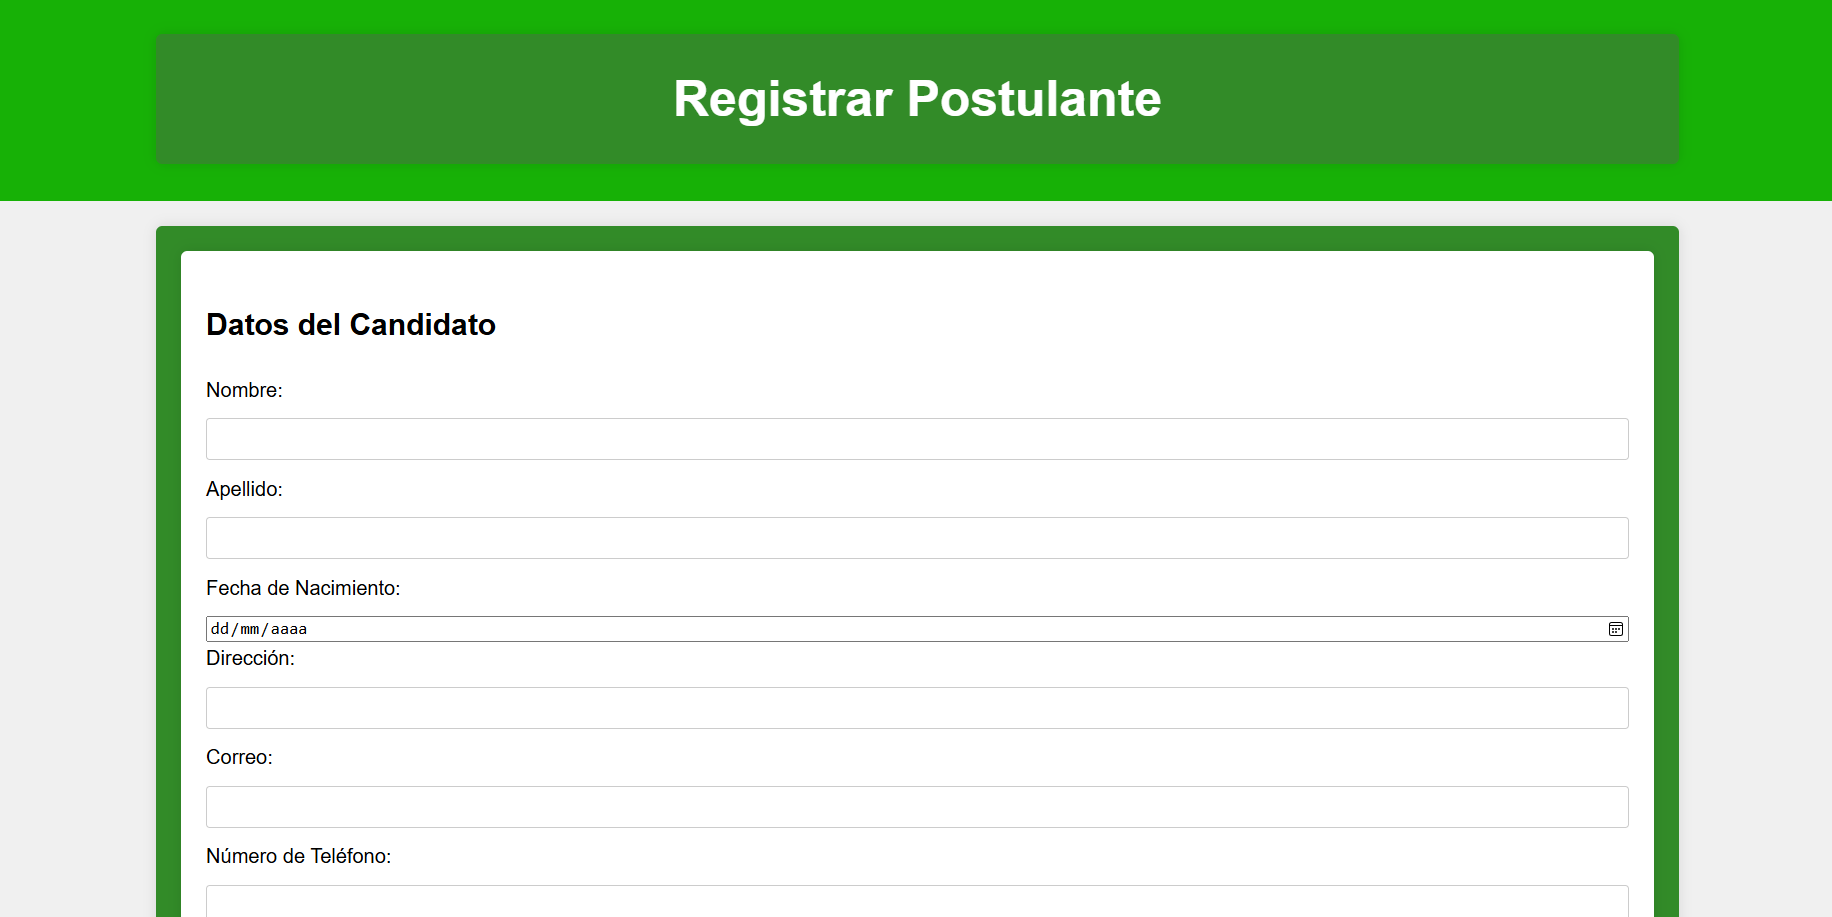 Registrar Postulante
Datos del Candidato
Nombre:
Apellido:
Fecha de Nacimiento:
dd/mm/aaaa
Dirección:
Correo:
Número de Teléfono: